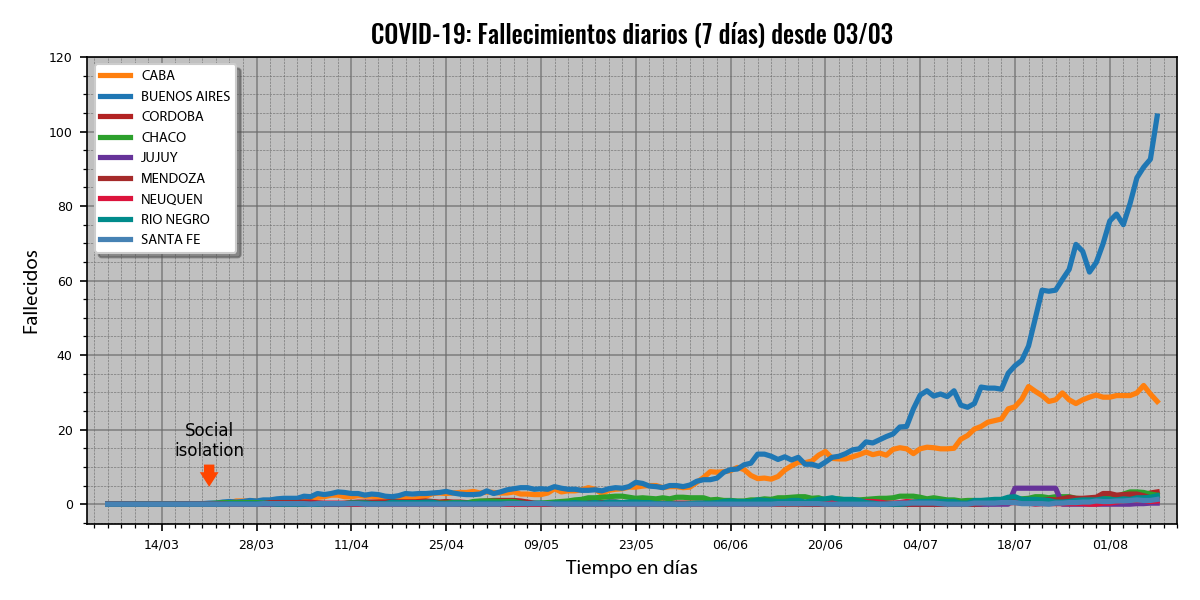 COVID-19: Fallecimientos diarios (7 días) desde 03/03
120
100
80
60
40
20
0
Fallecidos
CABA
BUENOS AIRES
CORDOBA
CHACO
JUJUY
MENDOZA
NEUQUEN
RIO NEGRO
SANTA FE
Social
isolation
14/03 28/03 11/04 25/04 09/05 23/05 06/06 20/06 04/07 18/07 01/08
Tiempo en días